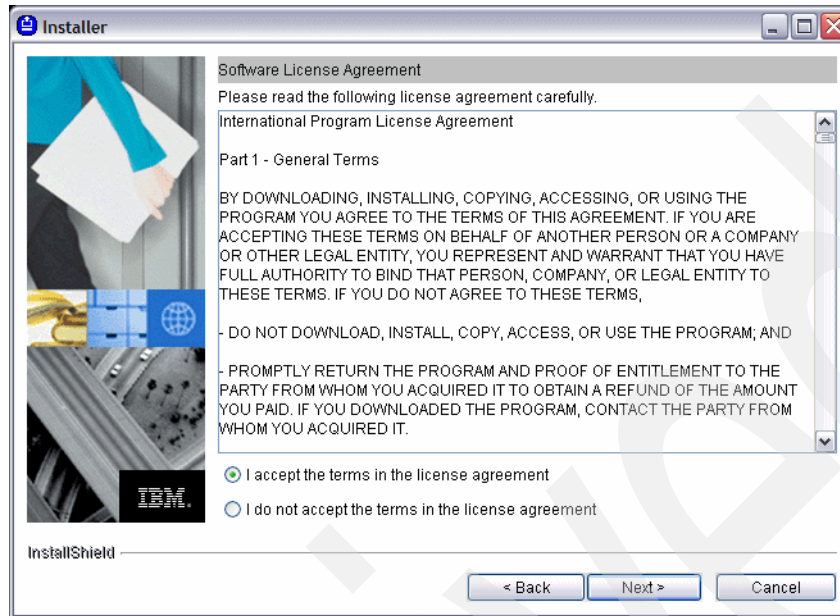 Installer
Software License Agreement
Please read the following license agreement carefully.
International Program License Agreement
Part 1 - General Terms
BY DOWNLOADING, INSTALLING, COPYING, ACCESSING, OR USING THE
PROGRAM YOU AGREE TO THE TERMS OF THIS AGREEMENT. IF YOU ARE
ACCEPTING THESE TERMS ON BEHALF OF ANOTHER PERSON OR A COMPANY
OR OTHER LEGAL ENTITY, YOU REPRESENT AND WARRANT THAT YOU HAVE
FULL AUTHORITY TO BIND THAT PERSON, COMPANY, OR LEGAL ENTITY TO
THESE TERMS. IF YOU DO NOT AGREE TO THESE TERMS,
- DO NOT DOWNLOAD, INSTALL, COPY, ACCESS, OR USE THE PROGRAM; AND
- PROMPTLY RETURN THE PROGRAM AND PROOF OF ENTITLEMENT TO THE
PARTY FROM WHOM YOU ACQUIRED IT TO OBTAIN A REFUND OF THE AMOUNT
YOU PAID. IF YOU DOWNLOADED THE PROGRAM, CONTACT THE PARTY FROM
WHOM YOU ACQUIRED IT.
I accept the terms in the license agreement
I do not accept the terms in the license agreement
IBM.
InstallShield
< Back
Next >
Cancel